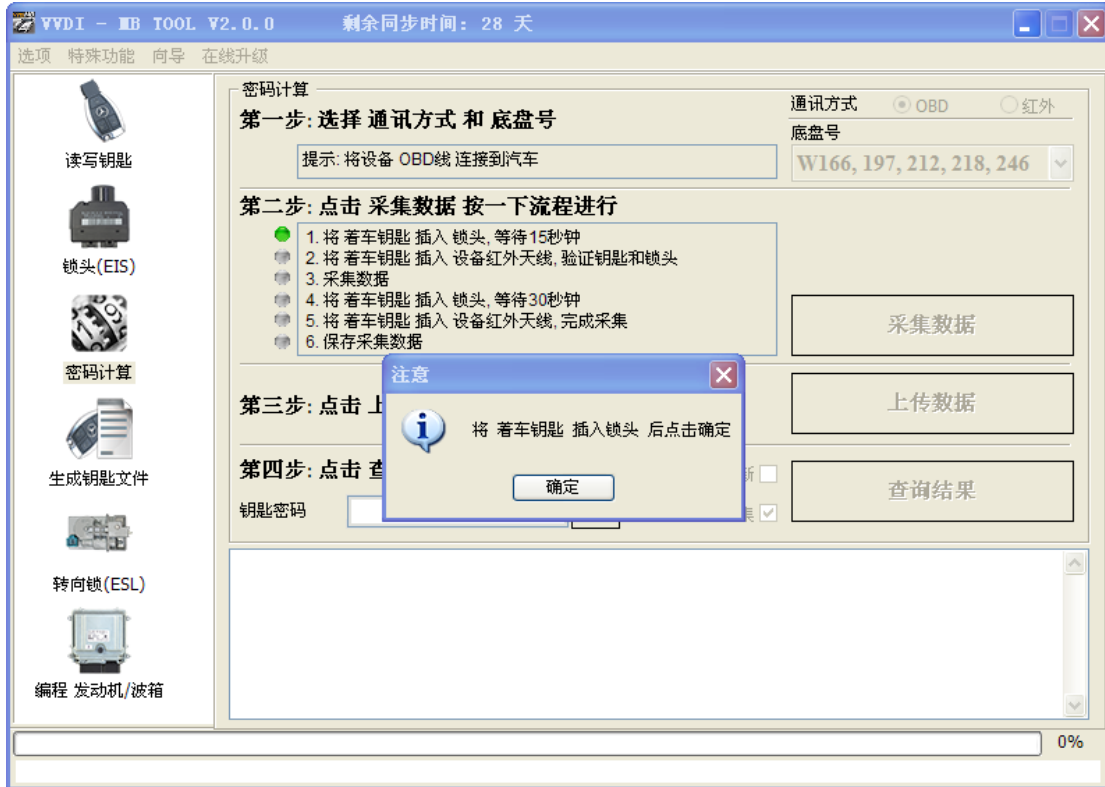 VVDI - MB TOOL V2.0.0 剩余同步时间: 28 天
选项 特殊功能 向导 在线升级
读写钥匙
锁头(EIS)
密码计算
生成钥匙文件
转向锁(ESL)
编程 发动机/波箱
密码计算
第一步: 选择 通讯方式 和 底盘号
提示: 将设备 OBD线 连接到汽车
通讯方式 OBD 红外
底盘号
W166, 197, 212, 218, 246
第二步: 点击 采集数据 按一下流程进行
1. 将 着车钥匙 插入 锁头, 等待15秒钟
2. 将 着车钥匙 插入 设备红外天线, 验证钥匙和锁头
3. 采集数据
4. 将 着车钥匙 插入 锁头, 等待30秒钟
5. 将 着车钥匙 插入 设备红外天线, 完成采集
6. 保存采集数据
采集数据
注意
将 着车钥匙 插入锁头 后点击确定
确定
第三步: 点击 上
上传数据
第四步: 点击 查
新
查询结果
钥匙密码
集
0%